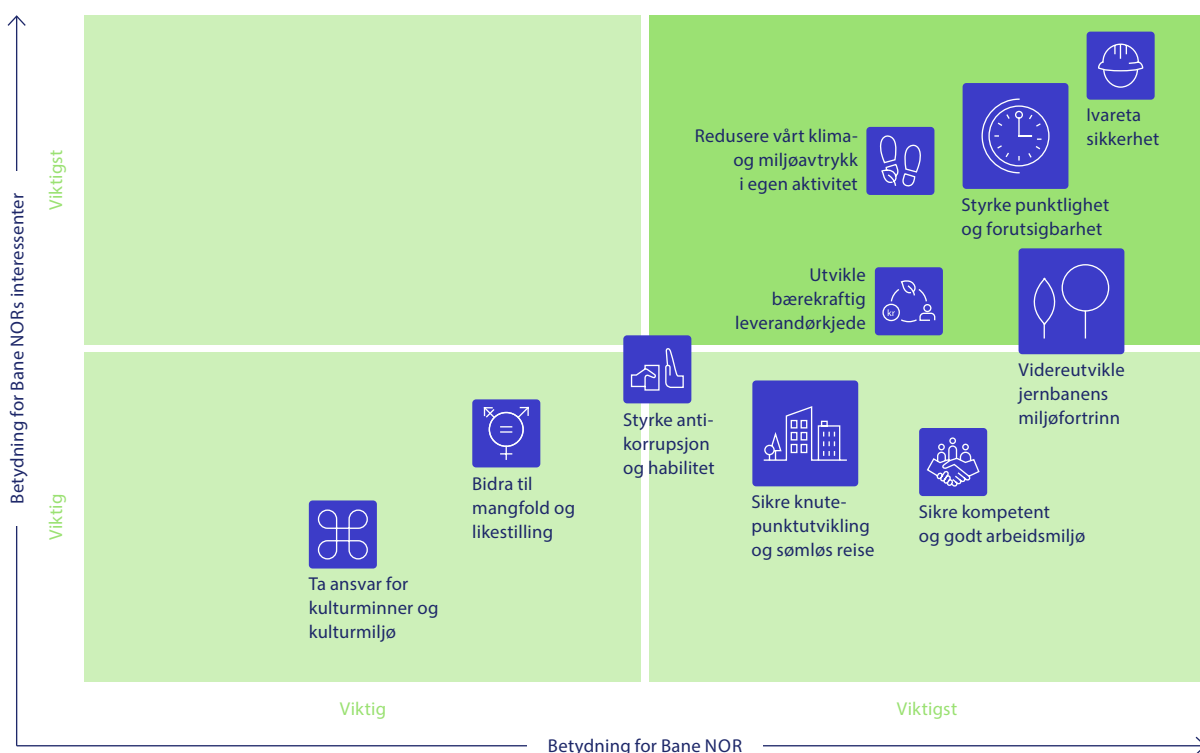 Betydning for Bane NORs interessenter
Viktigst
Viktig
Ivareta
sikkerhet
Redusere vårt klima-
og miljøavtrykk
i egen aktivitet
Styrke punktlighet
og forutsigbarhet
Utvikle
bærekraftig
leverandørkjede
kr
Videreutvikle
jernbanens
miljøfortrinn
Styrke anti-
korrupsjon
og habilitet
Bidra til
mangfold og
likestilling
Sikre knute-
punktutvikling
og sømløs reise
Sikre kompetent
og godt arbeidsmiljø
Ta ansvar for
kulturminner og
kulturmiljø
Viktig
Viktigst
Betydning for Bane NOR